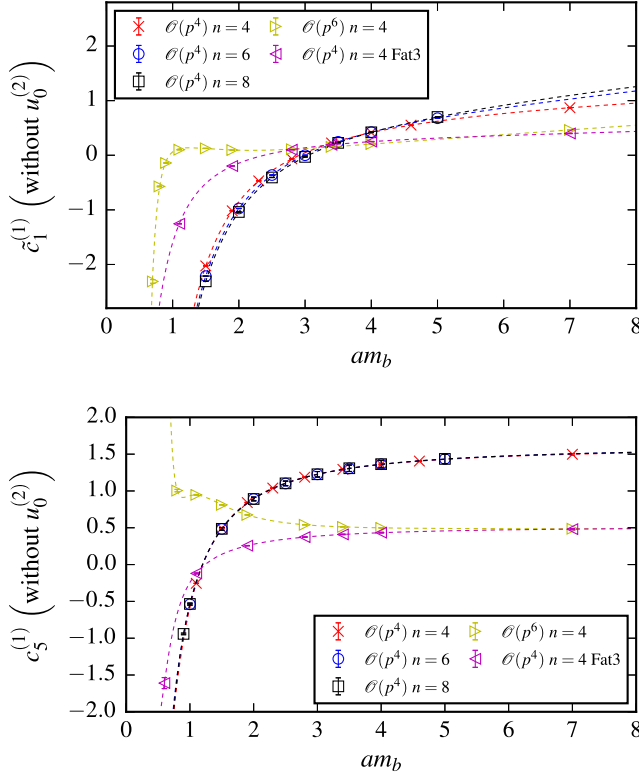 𝒪(p⁴) n = 4 𝒪(p⁶) n = 4
𝒪(p⁴) n = 6 𝒪(p⁴) n = 4 Fat3
𝒪(p⁴) n = 8
2
1
0
−1
−2
c̃₁⁽¹⁾ (without u₀⁽²⁾)
0 1 2 3 4 5 6 7 8
am_b
2.0
1.5
1.0
0.5
0.0
−0.5
−1.0
−1.5
−2.0
c₅⁽¹⁾ (without u₀⁽²⁾)
𝒪(p⁴) n = 4 𝒪(p⁶) n = 4
𝒪(p⁴) n = 6 𝒪(p⁴) n = 4 Fat3
𝒪(p⁴) n = 8
0 1 2 3 4 5 6 7 8
am_b